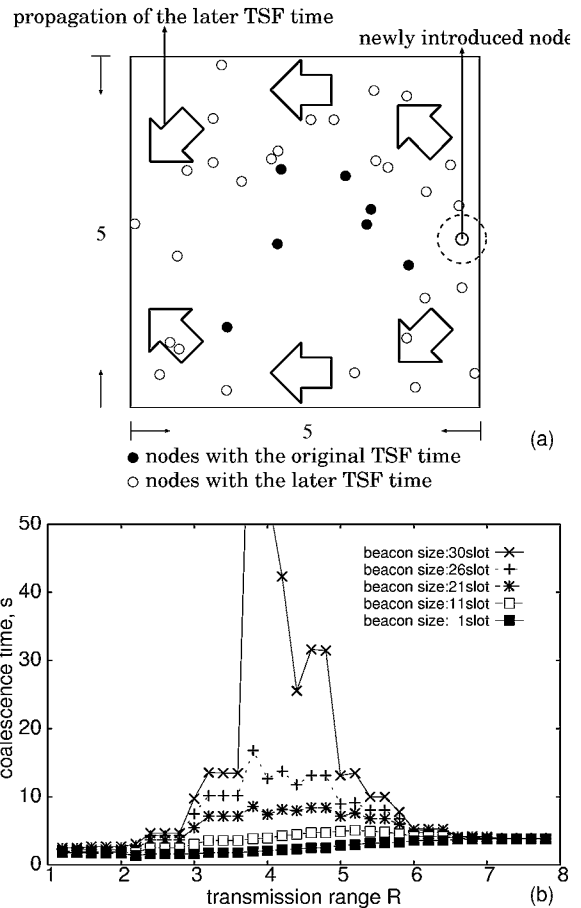 propagation of the later TSF time
newly introduced node
5
5
(a)
nodes with the original TSF time
nodes with the later TSF time
50
40
30
20
10
0
coalescence time, s
beacon size:30slot
beacon size:26slot
beacon size:21slot
beacon size:11slot
beacon size: 1slot
1 2 3 4 5 6 7 8
transmission range R
(b)